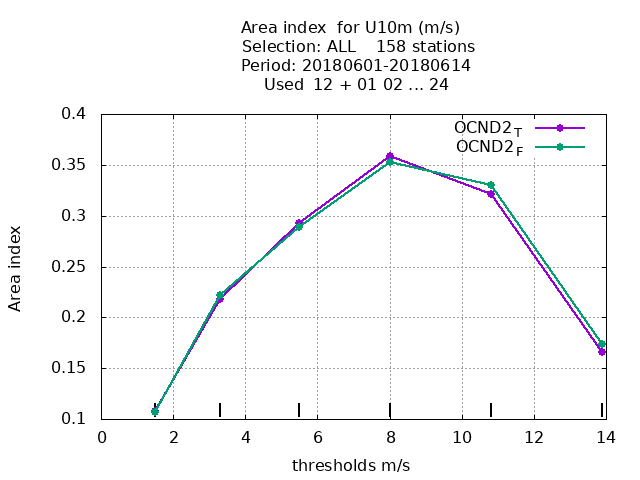 Area index  for U10m (m/s)
Selection: ALL    158 stations
Period: 20180601-20180614
Used  12 + 01 02 ... 24
OCND2T
OCND2F
0.4
0.35
0.3
0.25
0.2
0.15
0.1
Area index
0 2 4 6 8 10 12 14
thresholds m/s